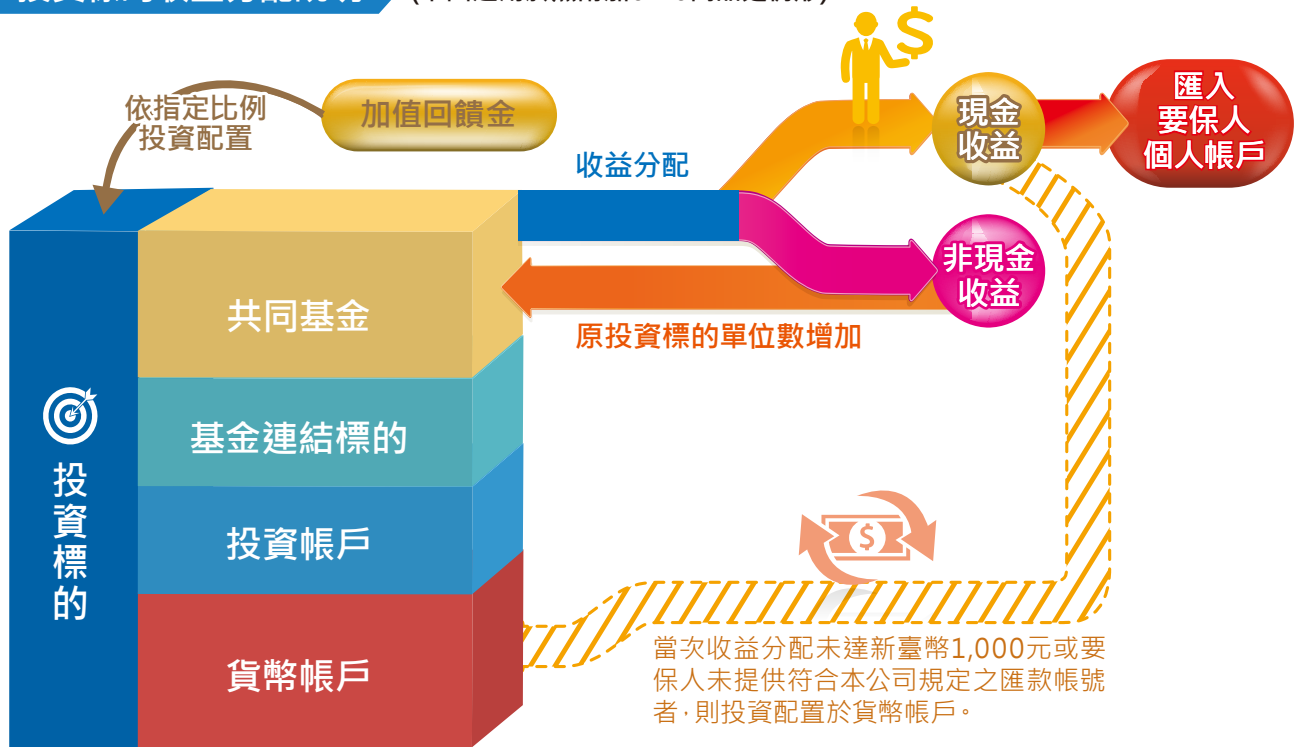 依指定比例
投資配置
加值回饋金
收益分配
現金
收益
匯入
要保人
個人帳戶
非現金
收益
原投資標的單位數增加
投資標的
共同基金
基金連結標的
投資帳戶
貨幣帳戶
當次收益分配未達新臺幣1,000元或要
保人未提供符合本公司規定之匯款帳號
者,則投資配置於貨幣帳戶。